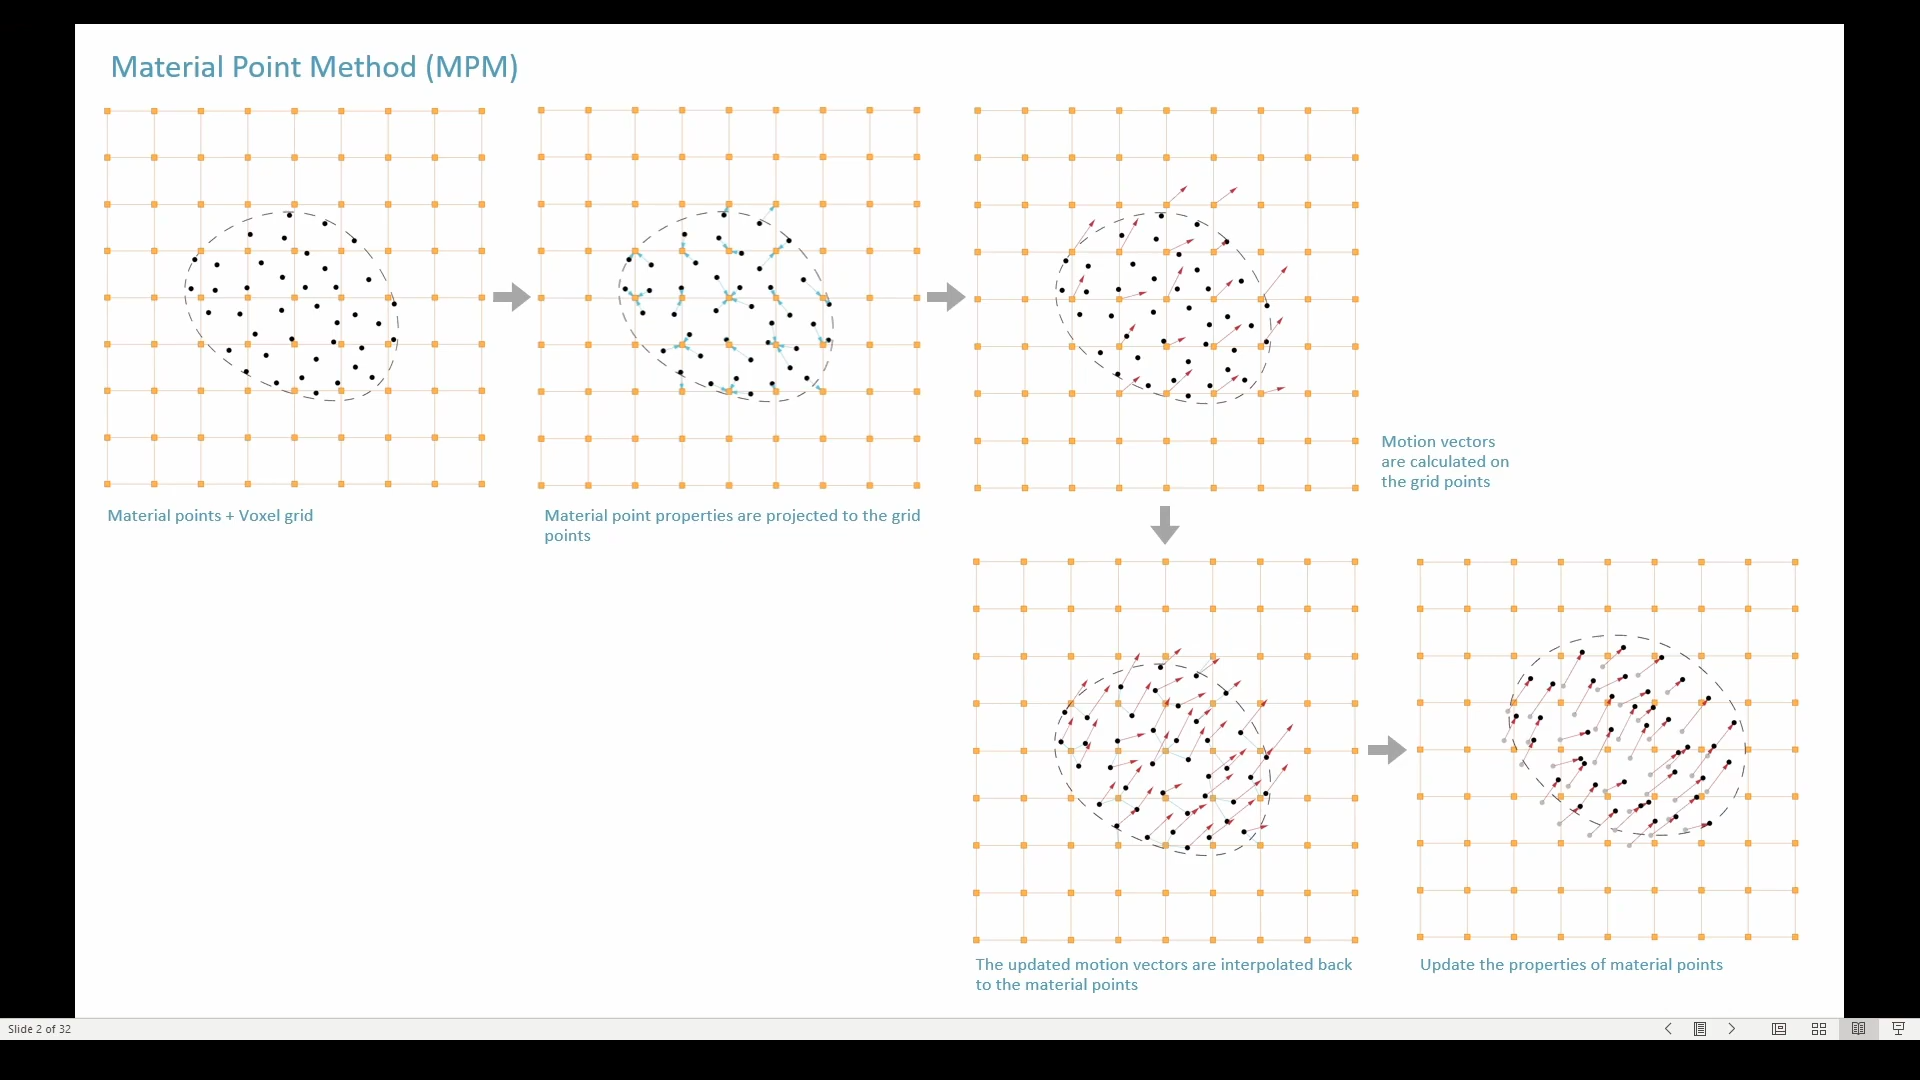 Material Point Method (MPM)
Material points + Voxel grid
Material point properties are projected to the grid
points
Motion vectors
are calculated on
the grid points
The updated motion vectors are interpolated back
to the material points
Update the properties of material points
Slide 2 of 32